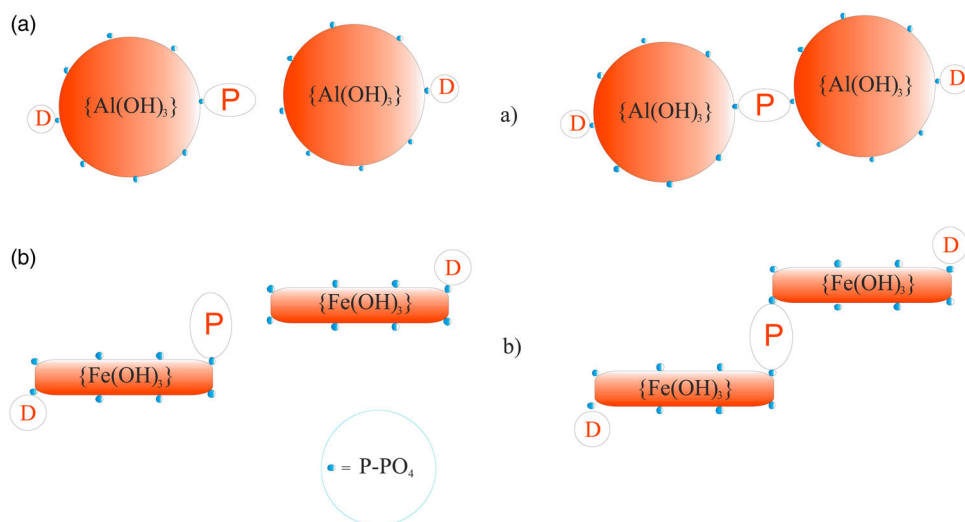 (a)
{Al(OH)₃}
P
D
{Al(OH)₃}
D
a)
{Al(OH)₃}
D
P
{Al(OH)₃}
D
(b)
P
{Fe(OH)₃}
D
{Fe(OH)₃}
D
b)
D
{Fe(OH)₃}
P
{Fe(OH)₃}
D
= P-PO₄